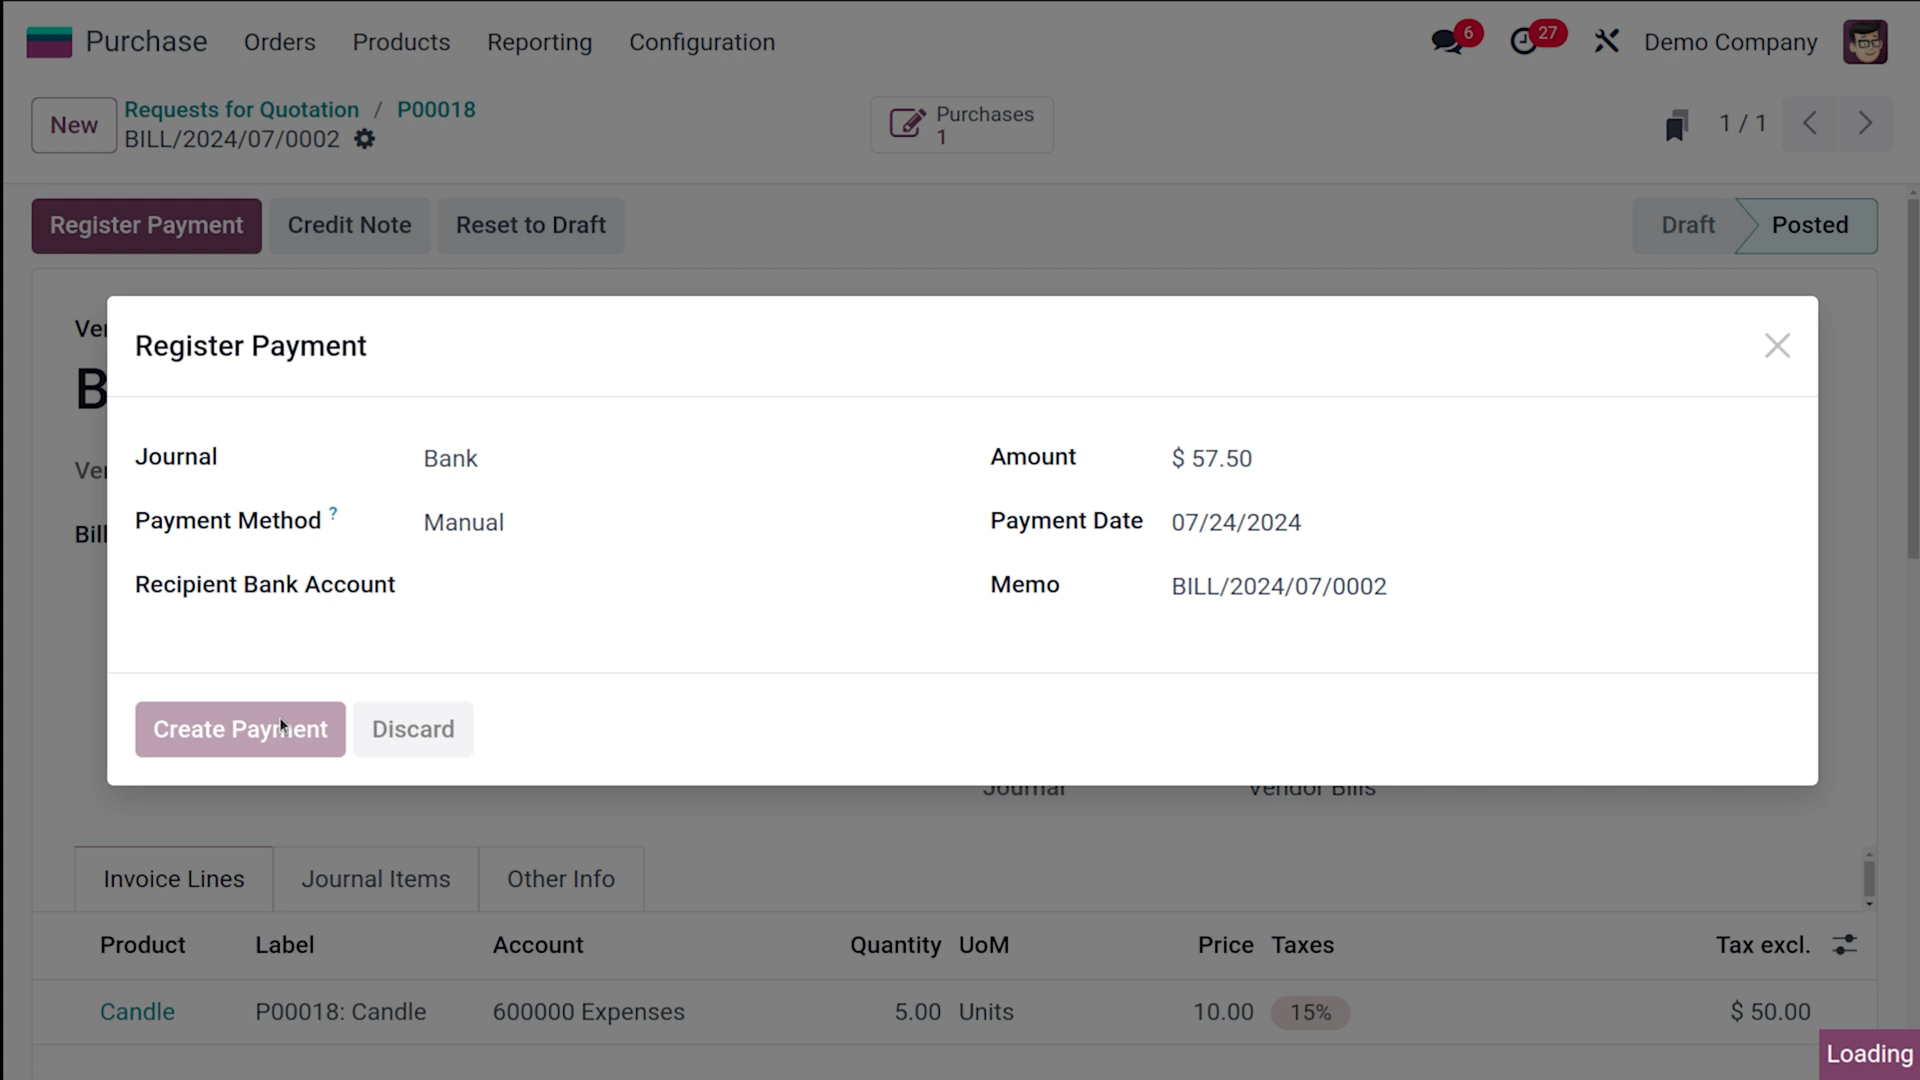 Purchase Orders Products Reporting Configuration 6 27 Demo Company
New Requests for Quotation / P00018 Purchases 1 / 1
BILL/2024/07/0002 1
Register Payment Credit Note Reset to Draft Draft Posted
Register Payment
Journal Bank Amount $ 57.50
Payment Method ? Manual Payment Date 07/24/2024
Bill
Recipient Bank Account Memo BILL/2024/07/0002
Create Payment Discard
Journal Vendor Bills
Invoice Lines Journal Items Other Info
Product Label Account Quantity UoM Price Taxes Tax excl.
Candle P00018: Candle 600000 Expenses 5.00 Units 10.00 15% $ 50.00
Loading